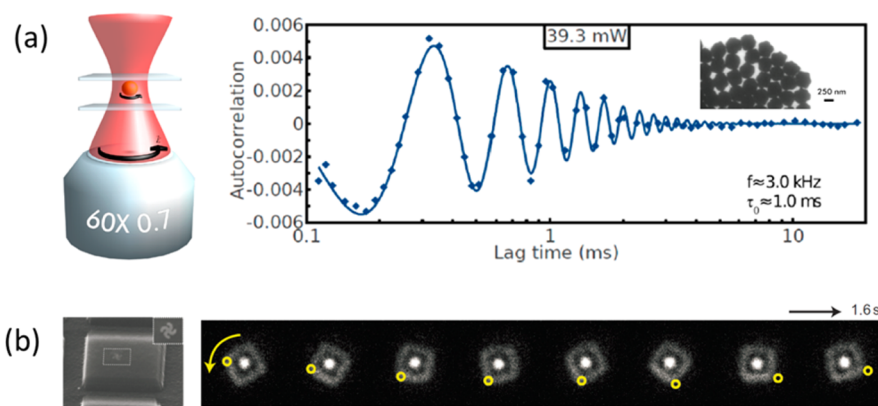 (a)
60X 0.7
Autocorrelation
0.006
0.004
0.002
0
-0.002
-0.004
-0.006
39.3 mW
250 nm
f≈3.0 kHz
τ₀≈1.0 ms
0.1
1
10
Lag time (ms)
(b)
1.6s